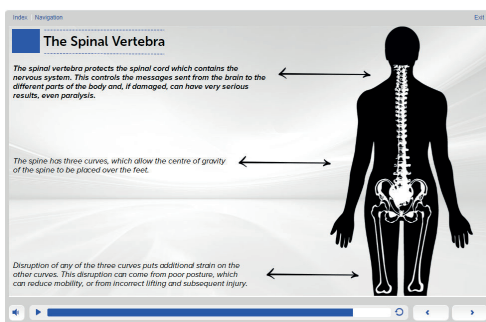 Index Navigation Exit
The Spinal Vertebra
The spinal vertebra protects the spinal cord which contains the
nervous system. This controls the messages sent from the brain to the
different parts of the body and, if damaged, can have very serious
results, even paralysis.
The spine has three curves, which allow the centre of gravity
of the spine to be placed over the feet.
Disruption of any of the three curves puts additional strain on the
other curves. This disruption can come from poor posture, which
can reduce mobility, or from incorrect lifting and subsequent injury.